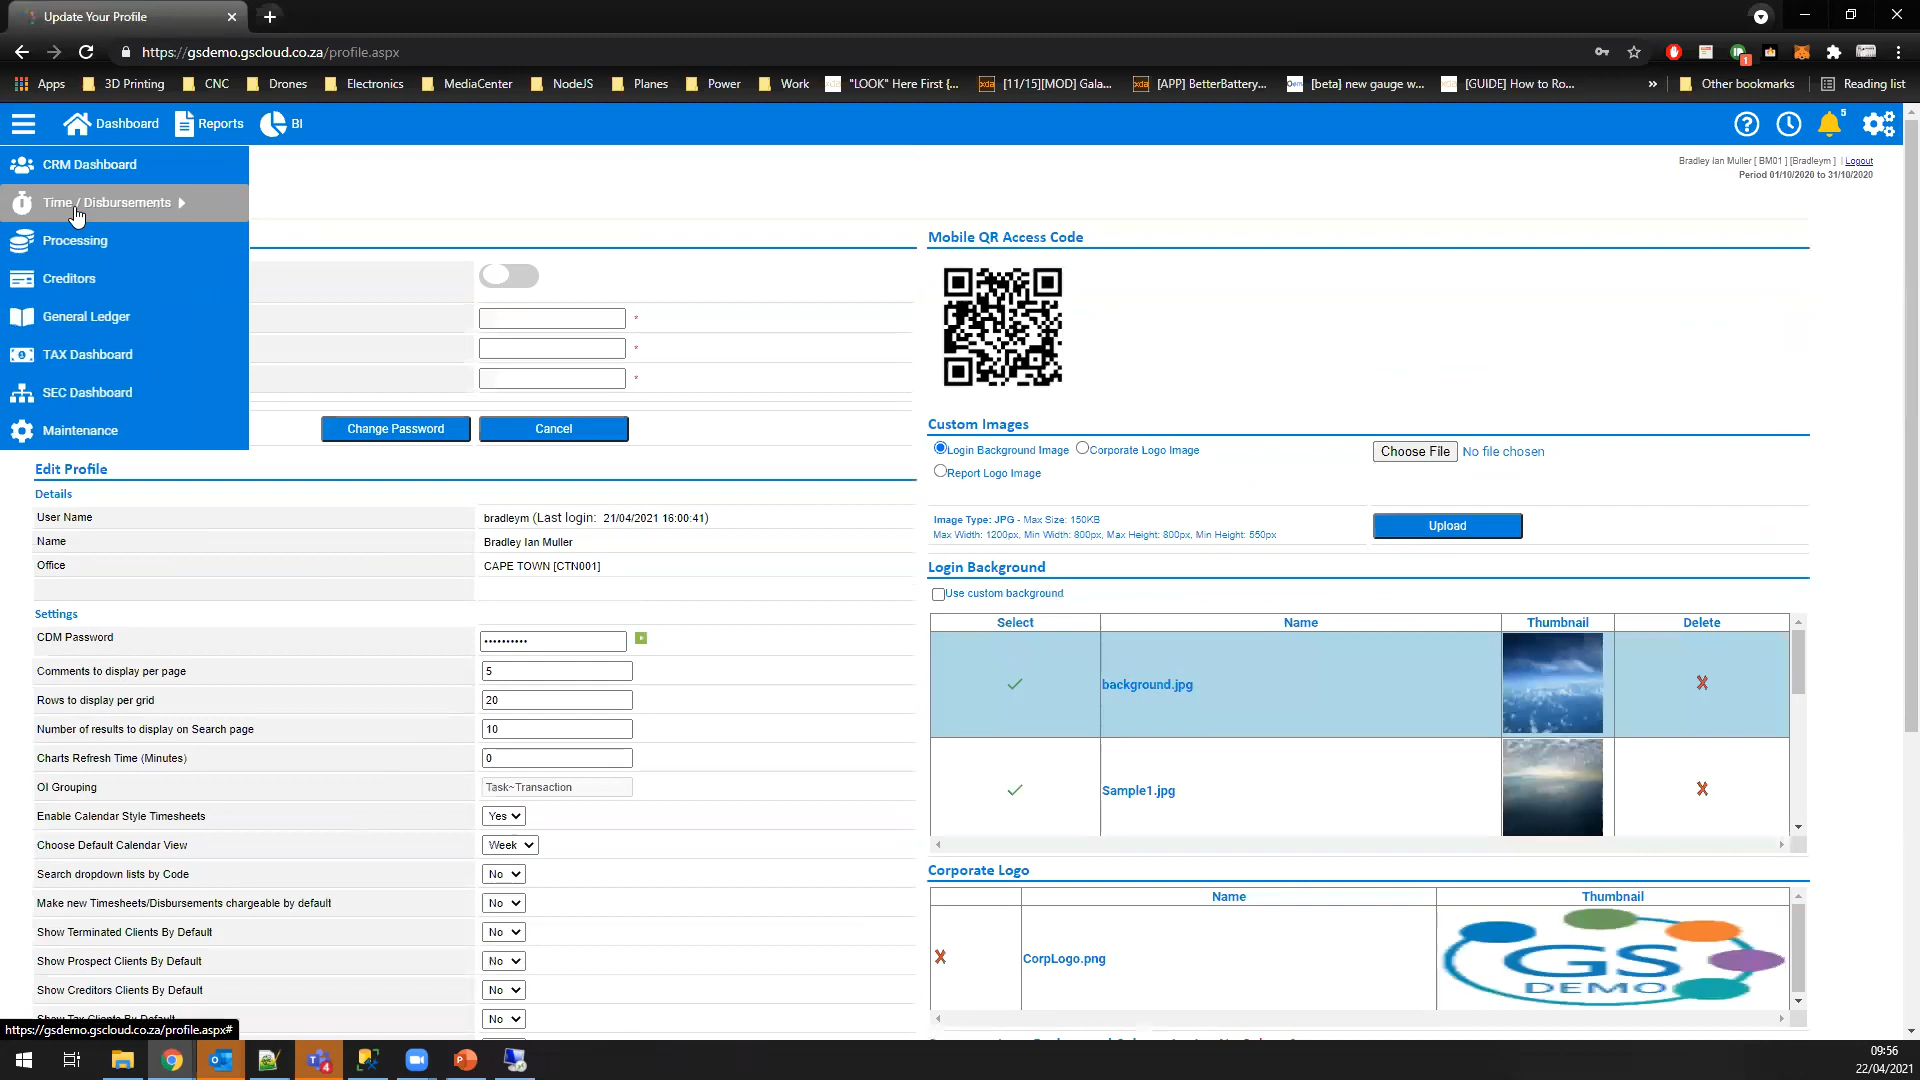 Update Your Profile
https://gsdemo.gscloud.co.za/profile.aspx
Apps 3D Printing CNC Drones Electronics MediaCenter NodeJS Planes Power Work "LOOK" Here First {... [11/15][MOD] Gala... [APP] BetterBattery... [beta] new gauge w... [GUIDE] How to Ro... » Other bookmarks Reading list
Dashboard Reports BI 5
CRM Dashboard
Time / Disbursements
Processing
Creditors
General Ledger
TAX Dashboard
SEC Dashboard
Maintenance
Bradley Ian Muller [ BM01 ] [Bradleym ] | Logout
Period 01/10/2020 to 31/10/2020
*
*
*
Change Password Cancel
Edit Profile
Details
User Name bradleym (Last login: 21/04/2021 16:00:41)
Name Bradley Ian Muller
Office CAPE TOWN [CTN001]
Settings
CDM Password ••••••••••
Comments to display per page 5
Rows to display per grid 20
Number of results to display on Search page 10
Charts Refresh Time (Minutes) 0
OI Grouping Task~Transaction
Enable Calendar Style Timesheets Yes
Choose Default Calendar View Week
Search dropdown lists by Code No
Make new Timesheets/Disbursements chargeable by default No
Show Terminated Clients By Default No
Show Prospect Clients By Default No
Show Creditors Clients By Default No
Show Tax Clients By Default No
Mobile QR Access Code
Custom Images
Login Background Image Corporate Logo Image
Report Logo Image
Choose File No file chosen
Image Type: JPG - Max Size: 150KB
Max Width: 1200px, Min Width: 800px, Max Height: 800px, Min Height: 550px
Upload
Login Background
Use custom background
Select Name Thumbnail Delete
background.jpg X
Sample1.jpg X
Corporate Logo
Name Thumbnail
X CorpLogo.png
GS
DEMO
https://gsdemo.gscloud.co.za/profile.aspx#
4
09:56
22/04/2021